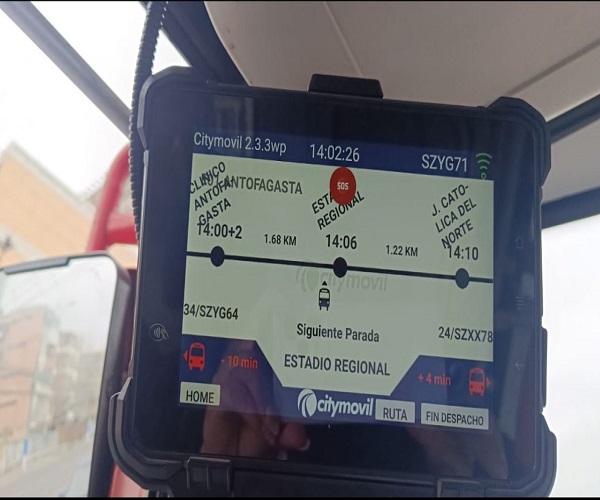 Citymovil 2.3.3wp
14:02:26
SZYG71
CLINICO
ANTOFA-
GASTA
ANTOFAGASTA
SOS
REGIONAL
J. CATO-
LICA DEL
NORTE
14:00+2
1.68 KM
14:06
1.22 KM
14:10
citymovil
34/SZYG64
Siguiente Parada
24/SZXX78
- 10 min
ESTADIO REGIONAL
+ 4 min
HOME
citymovil
RUTA
FIN DESPACHO